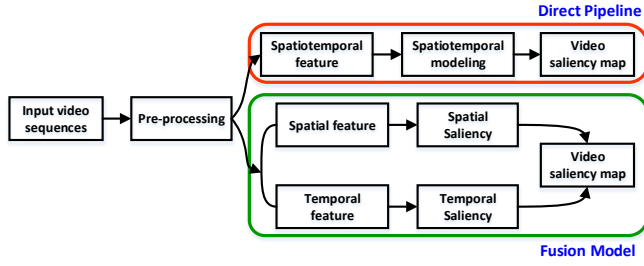 Direct Pipeline
Spatiotemporal
feature
Spatiotemporal
modeling
Video
saliency map
Input video
sequences
Pre-processing
Spatial feature
Spatial
Saliency
Video
saliency map
Temporal
feature
Temporal
Saliency
Fusion Model